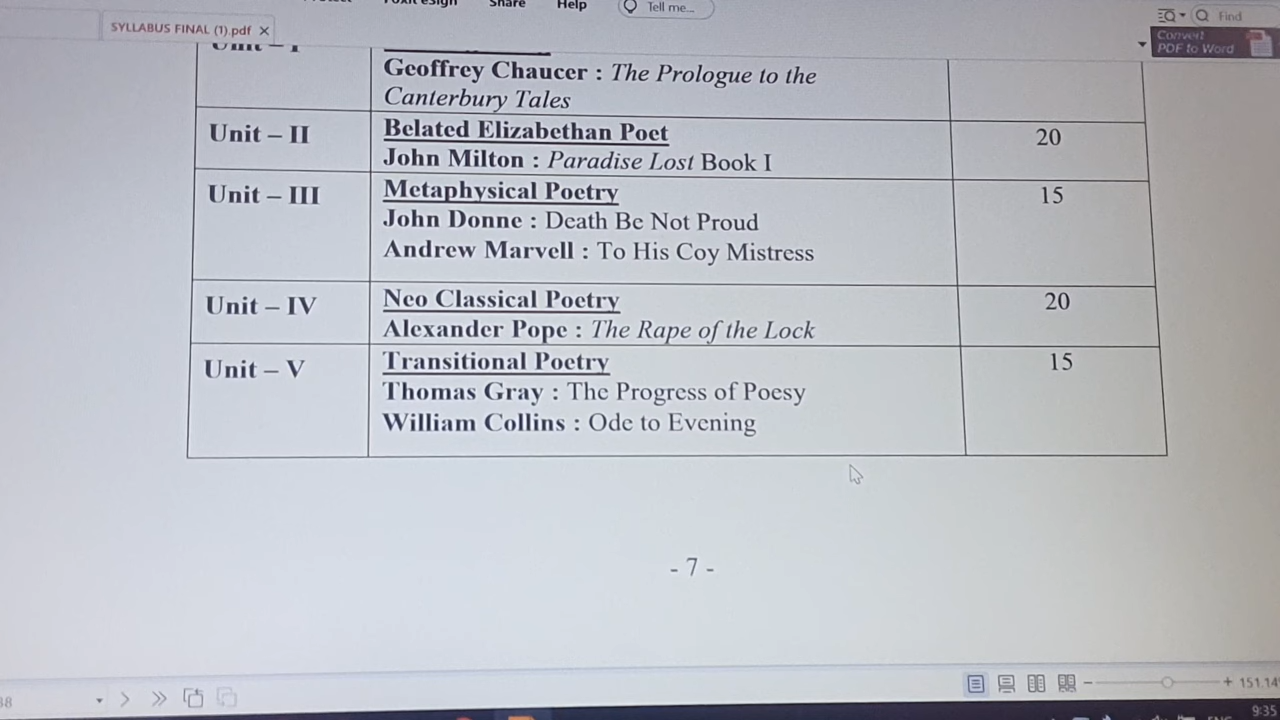 Share
Help
Tell me...
Find
SYLLABUS FINAL (1).pdf ×
Convert
PDF to Word
Unit – I
Geoffrey Chaucer : The Prologue to the
Canterbury Tales
Unit – II
Belated Elizabethan Poet
20
John Milton : Paradise Lost Book I
Unit – III
Metaphysical Poetry
15
John Donne : Death Be Not Proud
Andrew Marvell : To His Coy Mistress
Unit – IV
Neo Classical Poetry
20
Alexander Pope : The Rape of the Lock
Unit – V
Transitional Poetry
15
Thomas Gray : The Progress of Poesy
William Collins : Ode to Evening
- 7 -
151.14
9:35